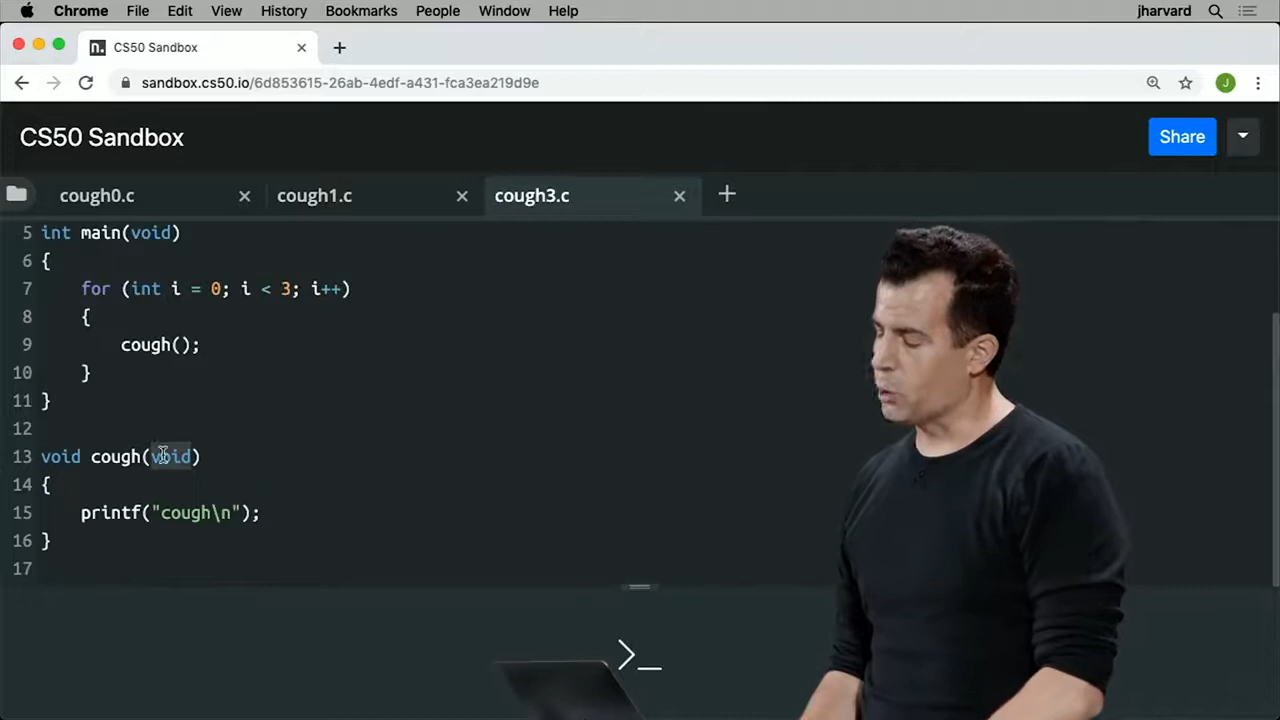 Chrome File Edit View History Bookmarks People Window Help jharvard
n. CS50 Sandbox
sandbox.cs50.io/6d853615-26ab-4edf-a431-fca3ea219d9e J
CS50 Sandbox Share
cough0.c cough1.c cough3.c
5 int main(void)
6 {
7 for (int i = 0; i < 3; i++)
8 {
9 cough();
10 }
11 }
12
13 void cough(void)
14 {
15 printf("cough\n");
16 }
17
>_